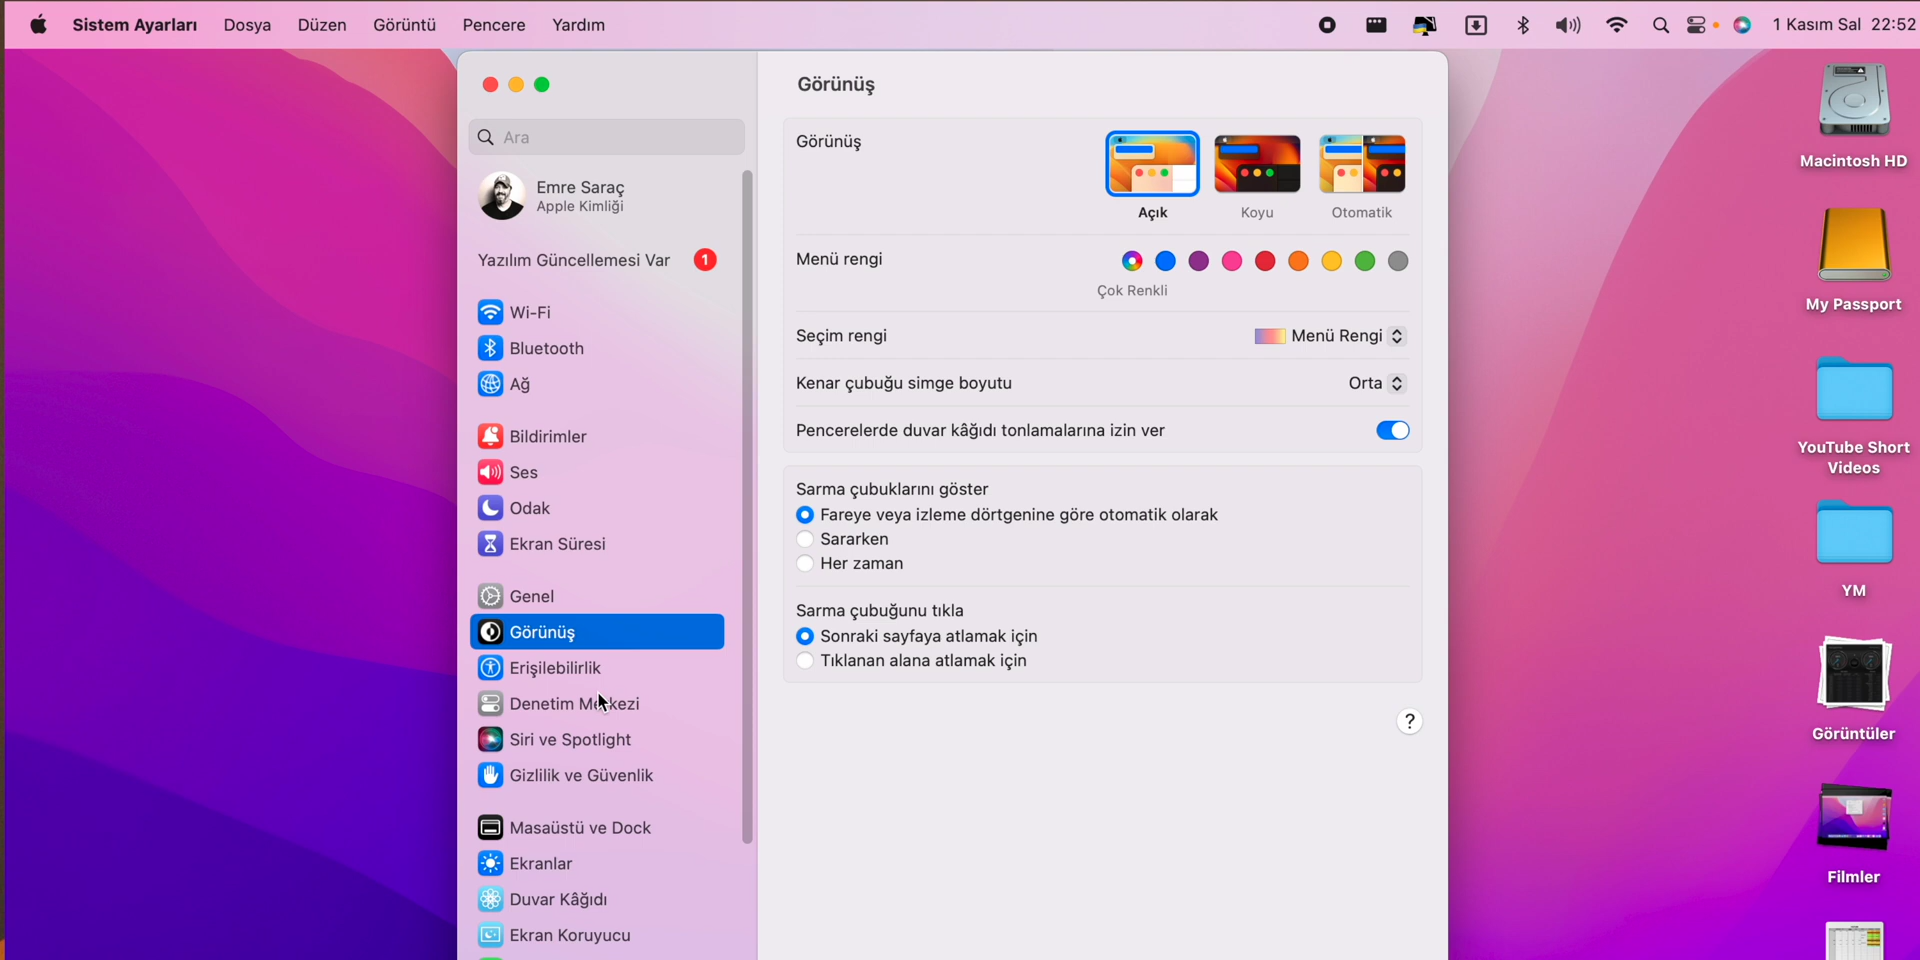 Sistem Ayarları Dosya Düzen Görüntü Pencere Yardım 1 Kasım Sal 22:52
Ara
Emre Saraç
Apple Kimliği
Yazılım Güncellemesi Var 1
Wi-Fi
Bluetooth
Ağ
Bildirimler
Ses
Odak
Ekran Süresi
Genel
Görünüş
Erişilebilirlik
Denetim Merkezi
Siri ve Spotlight
Gizlilik ve Güvenlik
Masaüstü ve Dock
Ekranlar
Duvar Kâğıdı
Ekran Koruyucu
Görünüş
Görünüş
Açık Koyu Otomatik
Menü rengi
Çok Renkli
Seçim rengi Menü Rengi
Kenar çubuğu simge boyutu Orta
Pencerelerde duvar kâğıdı tonlamalarına izin ver
Sarma çubuklarını göster
Fareye veya izleme dörtgenine göre otomatik olarak
Sararken
Her zaman
Sarma çubuğunu tıkla
Sonraki sayfaya atlamak için
Tıklanan alana atlamak için
?
Macintosh HD
My Passport
YouTube Short
Videos
YM
Görüntüler
Filmler